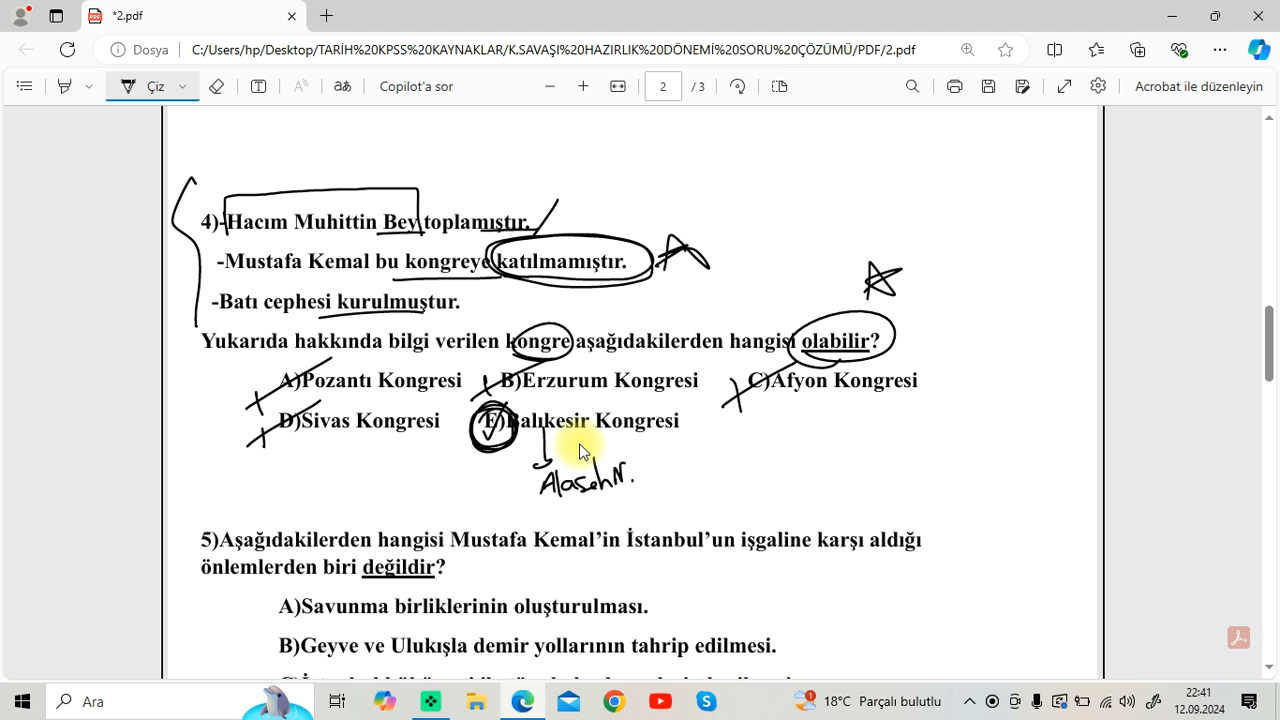 *2.pdf
Dosya C:/Users/hp/Desktop/TARİH%20KPSS%20KAYNAKLAR/K.SAVAŞI%20HAZIRLIK%20DÖNEMİ%20SORU%20ÇÖZÜMÜ/PDF/2.pdf
Çiz aあ Copilot'a sor 2 / 3 Acrobat ile düzenleyin
4)-Hacım Muhittin Bey toplamıştır.
-Mustafa Kemal bu kongreye katılmamıştır.
-Batı cephesi kurulmuştur.
Yukarıda hakkında bilgi verilen kongre aşağıdakilerden hangisi olabilir?
A)Pozantı Kongresi B)Erzurum Kongresi C)Afyon Kongresi
D)Sivas Kongresi E)Balıkesir Kongresi
Alaşehr.
5)Aşağıdakilerden hangisi Mustafa Kemal’in İstanbul’un işgaline karşı aldığı
önlemlerden biri değildir?
A)Savunma birliklerinin oluşturulması.
B)Geyve ve Ulukışla demir yollarının tahrip edilmesi.
Ara 18°C Parçalı bulutlu 22:41
12.09.2024